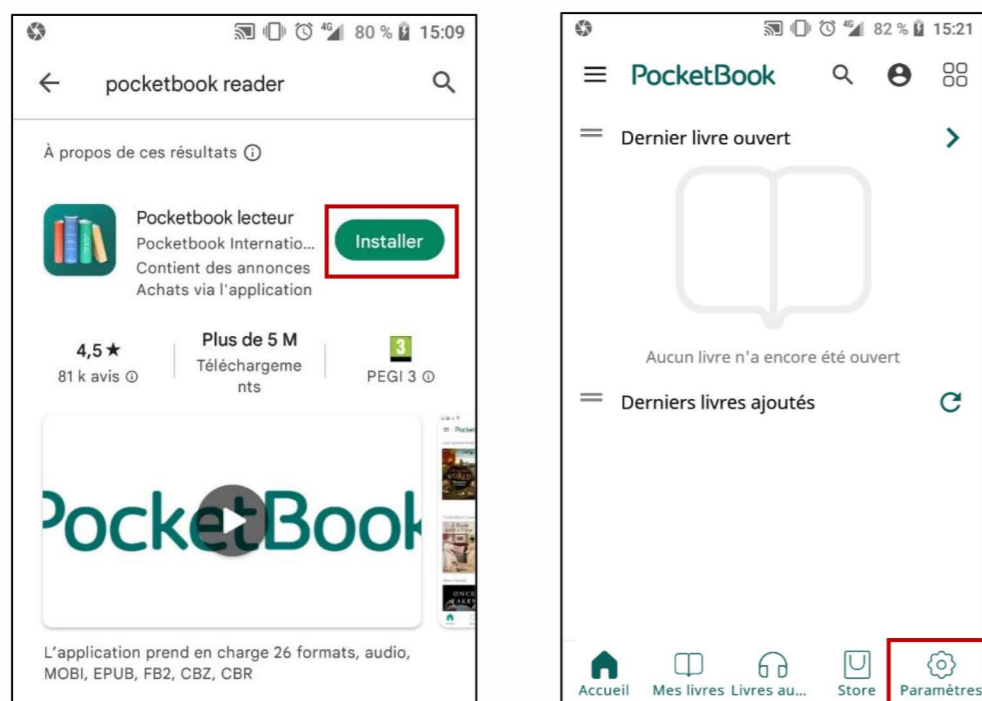 4G 80 % 15:09
pocketbook reader
À propos de ces résultats
Pocketbook lecteur
Pocketbook Internatio...
Contient des annonces
Achats via l'application
Installer
4,5★
81 k avis
Plus de 5 M
Téléchargeme
nts
3
PEGI 3
PocketBook
L'application prend en charge 26 formats, audio,
MOBI, EPUB, FB2, CBZ, CBR
4G 82 % 15:21
PocketBook
Dernier livre ouvert
Aucun livre n'a encore été ouvert
Derniers livres ajoutés
Accueil
Mes livres
Livres au...
Store
Paramètres